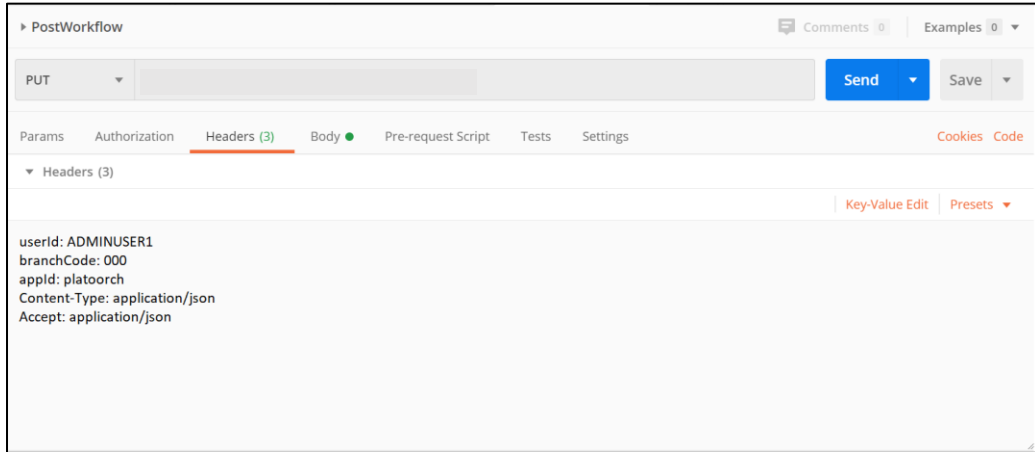 PostWorkflow
Comments 0 Examples 0
PUT Send Save
Params Authorization Headers (3) Body Pre-request Script Tests Settings Cookies Code
Headers (3)
Key-Value Edit Presets
userId: ADMINUSER1
branchCode: 000
appId: platoorch
Content-Type: application/json
Accept: application/json